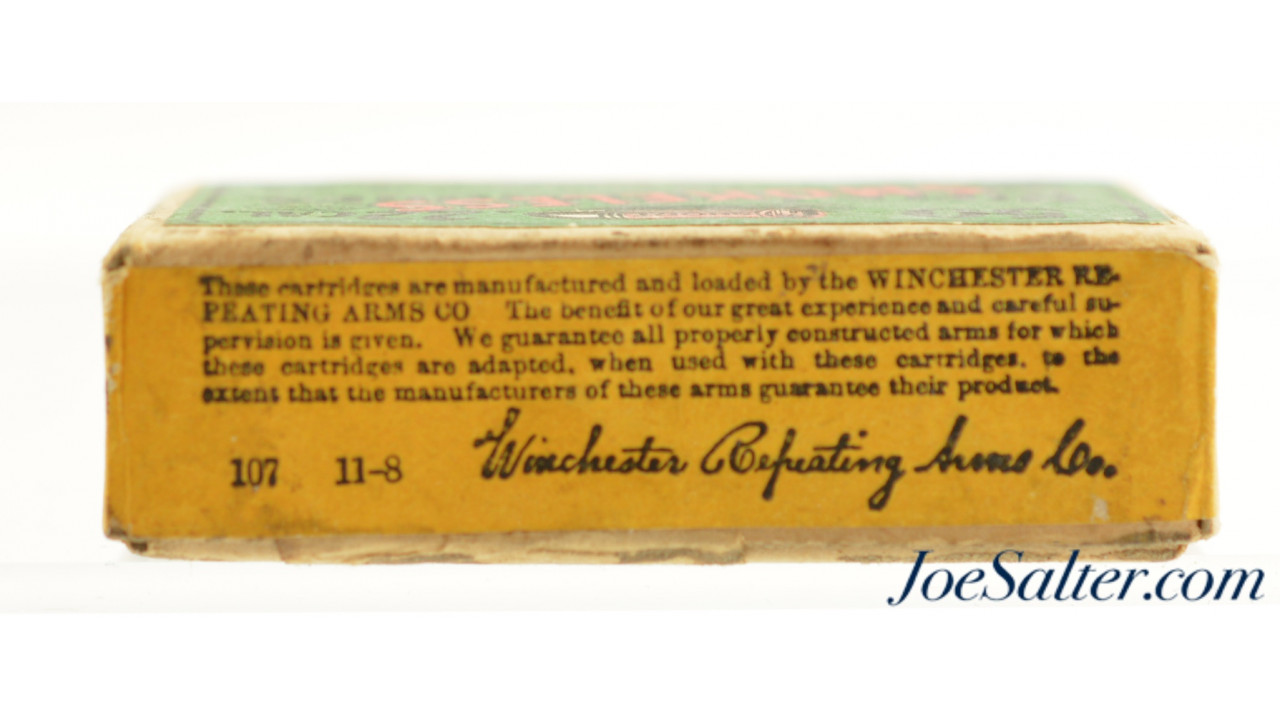 These cartridges are manufactured and loaded by the WINCHESTER RE-
PEATING ARMS CO The benefit of our great experience and careful su-
pervision is given. We guarantee all properly constructed arms for which
these cartridges are adapted, when used with these cartridges, to the
extent that the manufacturers of these arms guarantee their product.
107 11-8 Winchester Repeating Arms Co.
JoeSalter.com